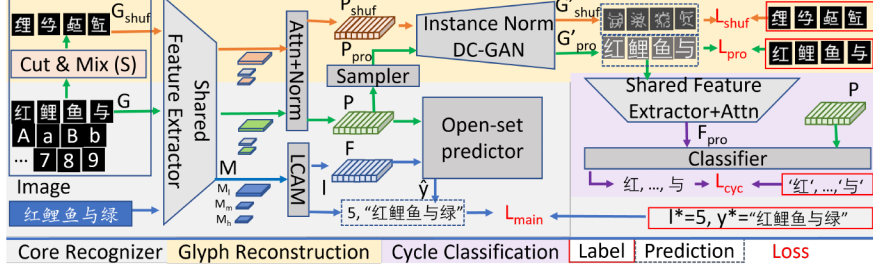 G_shuf
Cut & Mix (S)
红 鲤 鱼 与
G
A a B b
... 7 8 9
Image
红鲤鱼与绿
Shared Feature Extractor
M
M_l
M_m
M_h
Attn+Norm
LCAM
P_shuf
P_pro
Sampler
P
F
I
Open-set predictor
ŷ
5, “红鲤鱼与绿”
Instance Norm DC-GAN
G'_shuf
G'_pro
红 鲤 鱼 与
L_shuf
L_pro
红 鲤 鱼 与
Shared Feature Extractor+Attn
P
F_pro
Classifier
红, ..., 与
L_cyc
‘红‘, ...,‘与‘
L_main
l*=5, y*=“红鲤鱼与绿”
Core Recognizer
Glyph Reconstruction
Cycle Classification
Label
Prediction
Loss